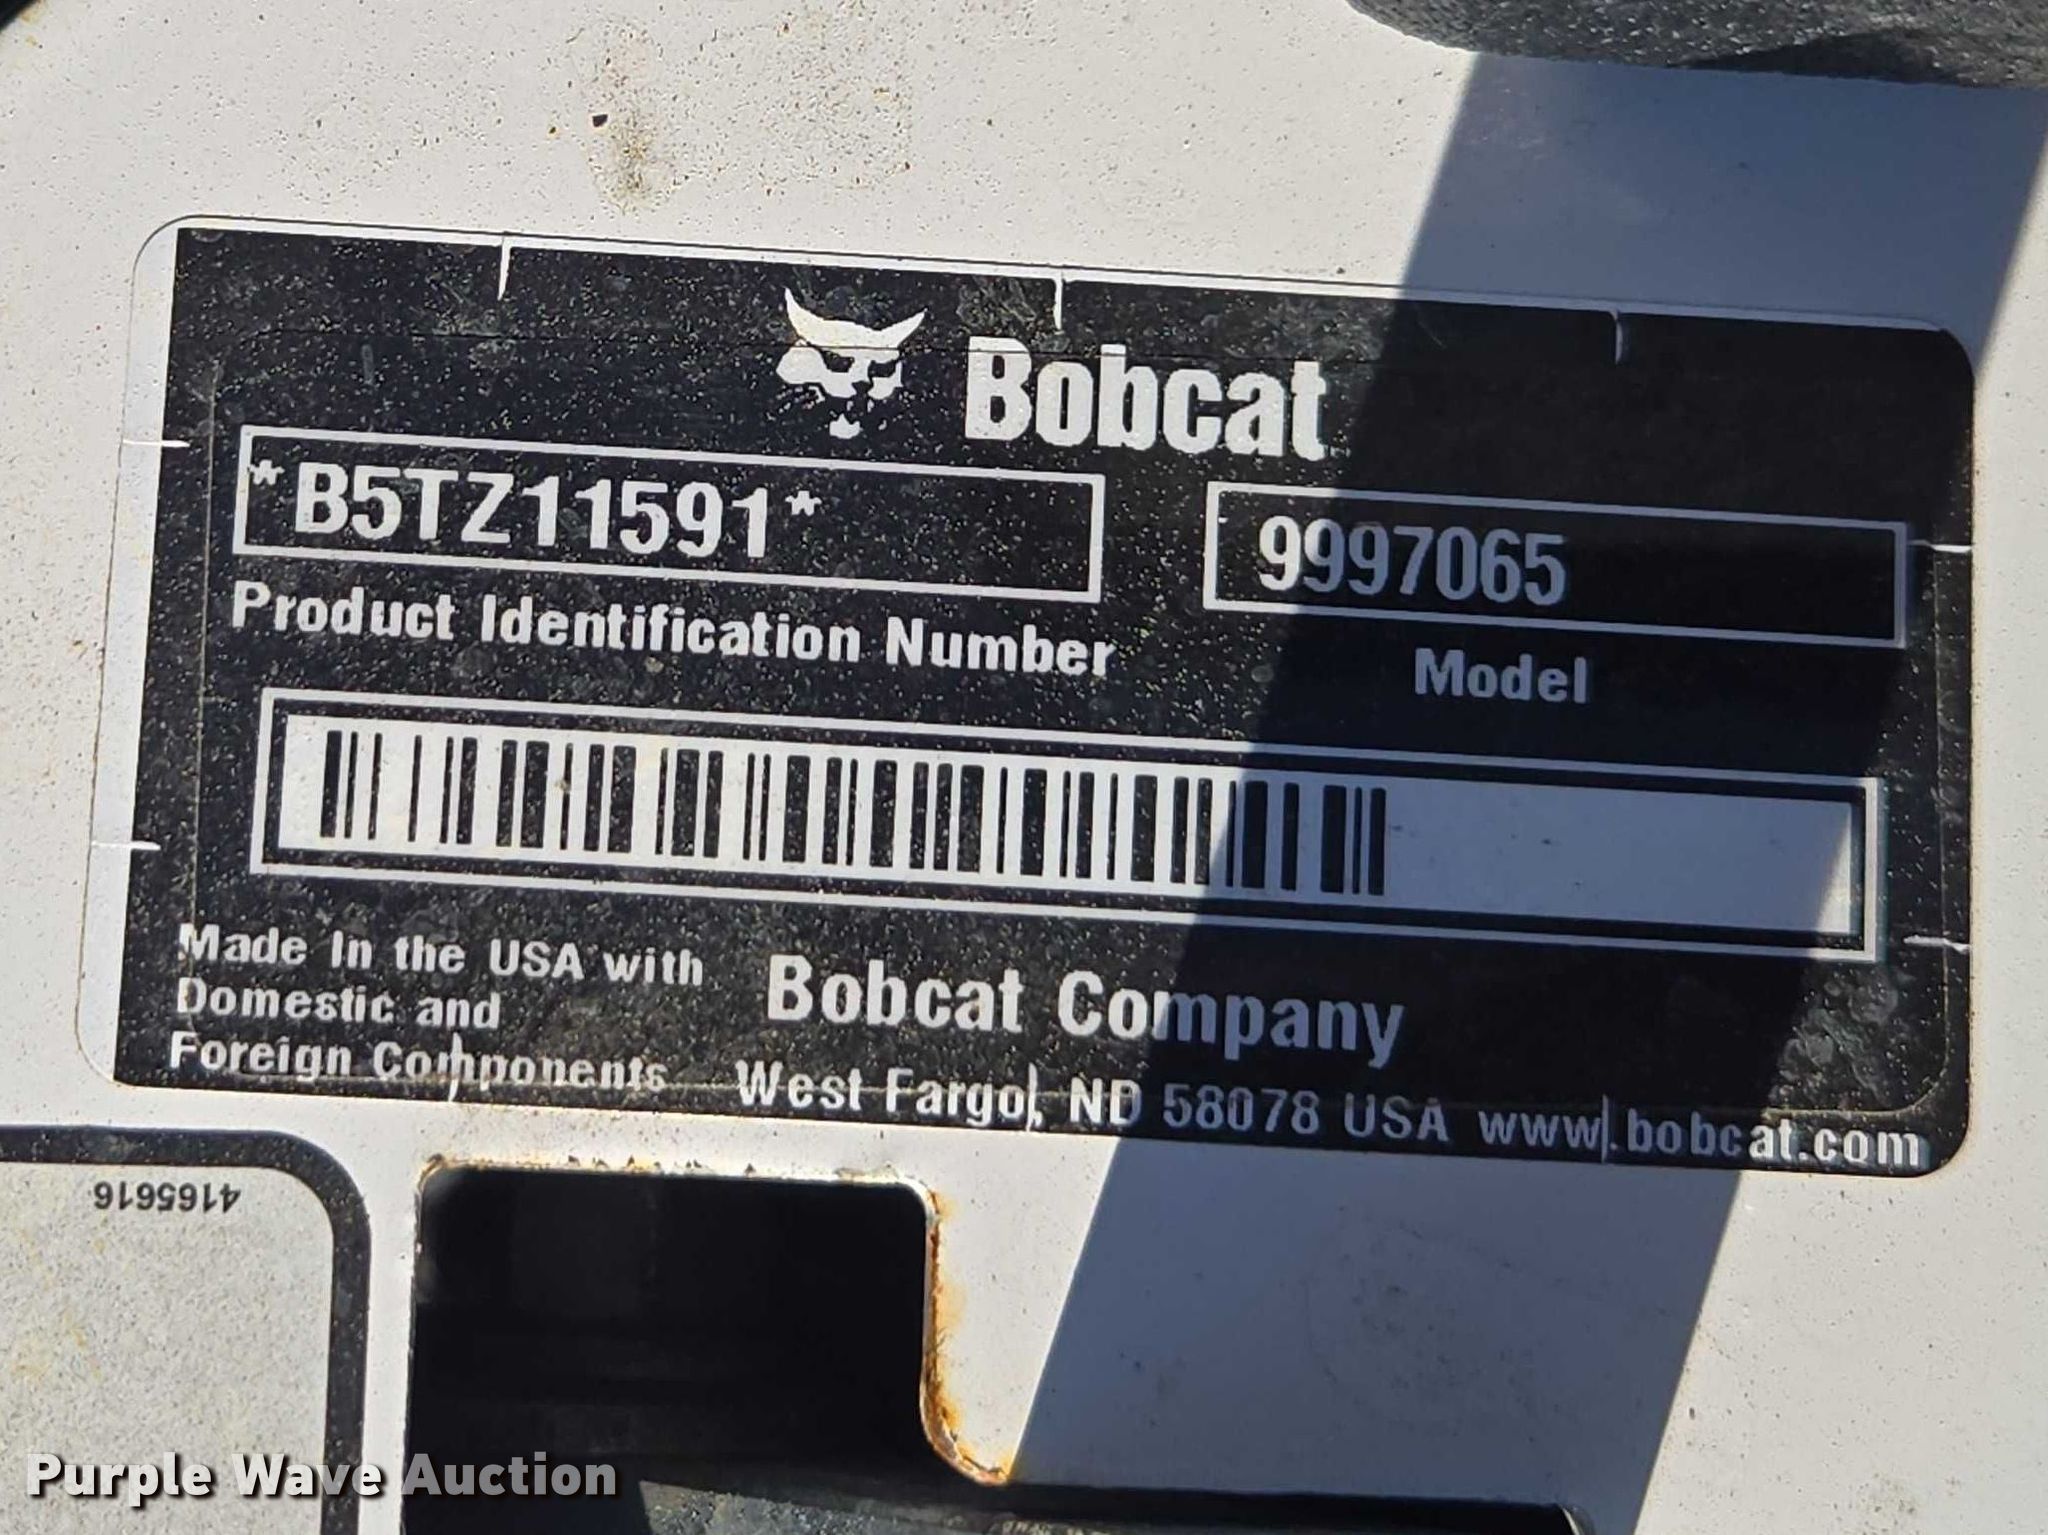 Bobcat
*B5TZ11591*
9997065
Product Identification Number
Model
Made In the USA with
Domestic and
Foreign Components
Bobcat Company
West Fargo, ND 58078 USA www.bobcat.com
4165616
Purple Wave Auction